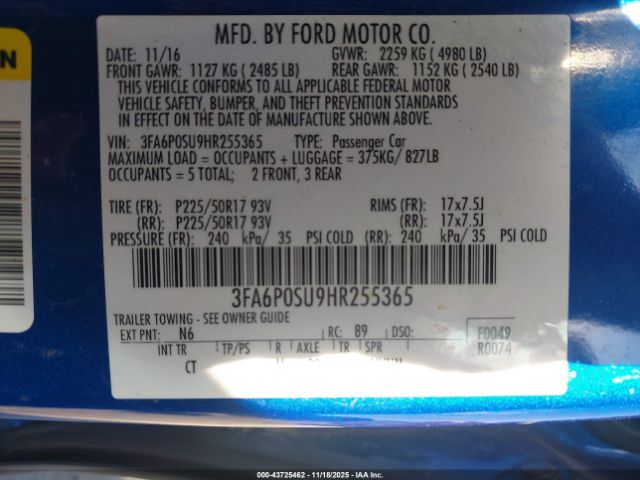 MFD. BY FORD MOTOR CO.
DATE: 11/16 GVWR: 2259 KG ( 4980 LB)
FRONT GAWR: 1127 KG ( 2485 LB) REAR GAWR: 1152 KG ( 2540 LB)
THIS VEHICLE CONFORMS TO ALL APPLICABLE FEDERAL MOTOR
VEHICLE SAFETY, BUMPER, AND THEFT PREVENTION STANDARDS
IN EFFECT ON THE DATE OF MANUFACTURE SHOWN ABOVE.
VIN: 3FA6P0SU9HR255365 TYPE: Passenger Car
MAXIMUM LOAD = OCCUPANTS + LUGGAGE = 375KG/ 827LB
OCCUPANTS = 5 TOTAL; 2 FRONT, 3 REAR
TIRE (FR): P225/50R17 93V RIMS (FR): 17x7.5J
(RR): P225/50R17 93V (RR): 17x7.5J
PRESSURE (FR): 240 kPa/ 35 PSI COLD (RR): 240 kPa/ 35 PSI COLD
3FA6P0SU9HR255365
TRAILER TOWING - SEE OWNER GUIDE
EXT PNT: N6 RC: 89 DSO: F0049
R0074
INT TR TP/PS R AXLE TR SPR
CT
000-43725462 - 11/18/2025 - IAAI.COM